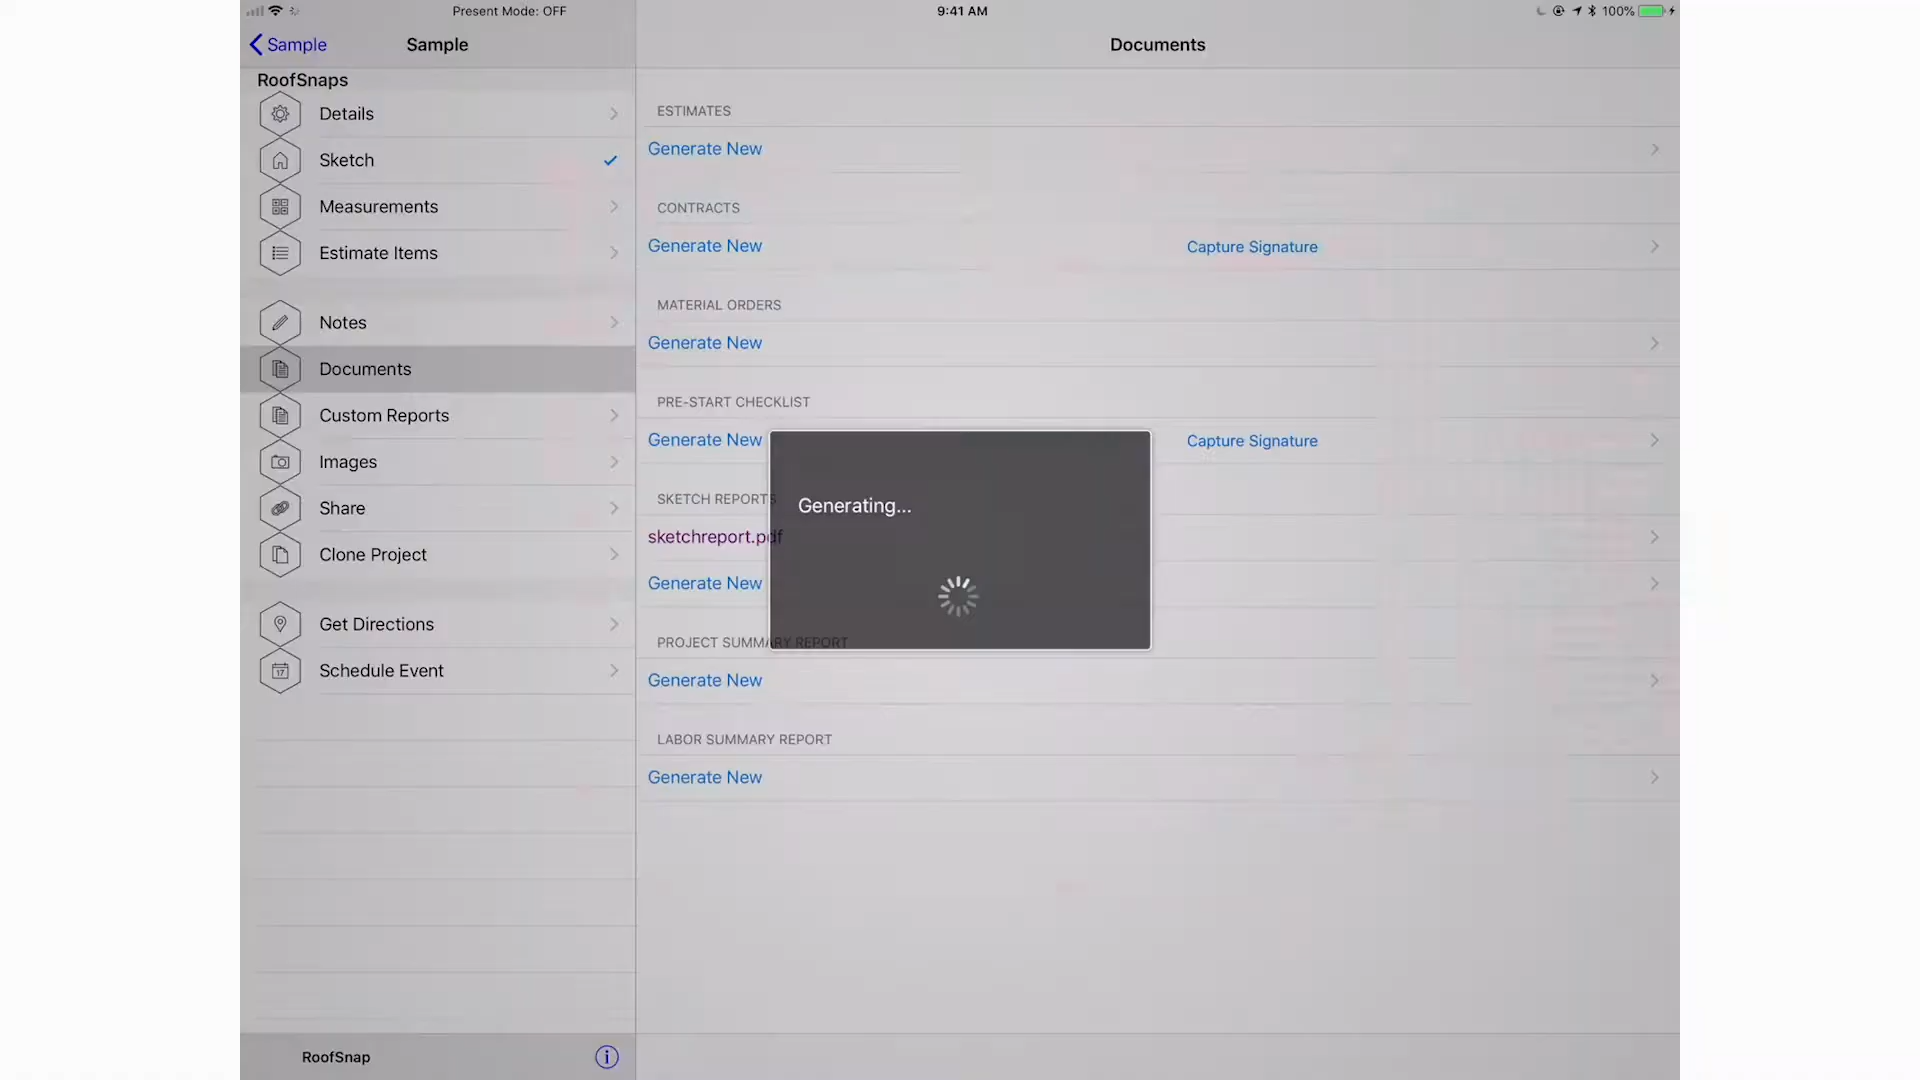 Present Mode: OFF
9:41 AM
100%
Sample
Sample
Documents
RoofSnaps
Details
Sketch
Measurements
Estimate Items
Notes
Documents
Custom Reports
Images
Share
Clone Project
Get Directions
17
Schedule Event
RoofSnap
ESTIMATES
Generate New
CONTRACTS
Generate New
Capture Signature
MATERIAL ORDERS
Generate New
PRE-START CHECKLIST
Generate New
Capture Signature
SKETCH REPORTS
Generating...
sketchreport.pdf
Generate New
PROJECT SUMMARY REPORT
Generate New
LABOR SUMMARY REPORT
Generate New